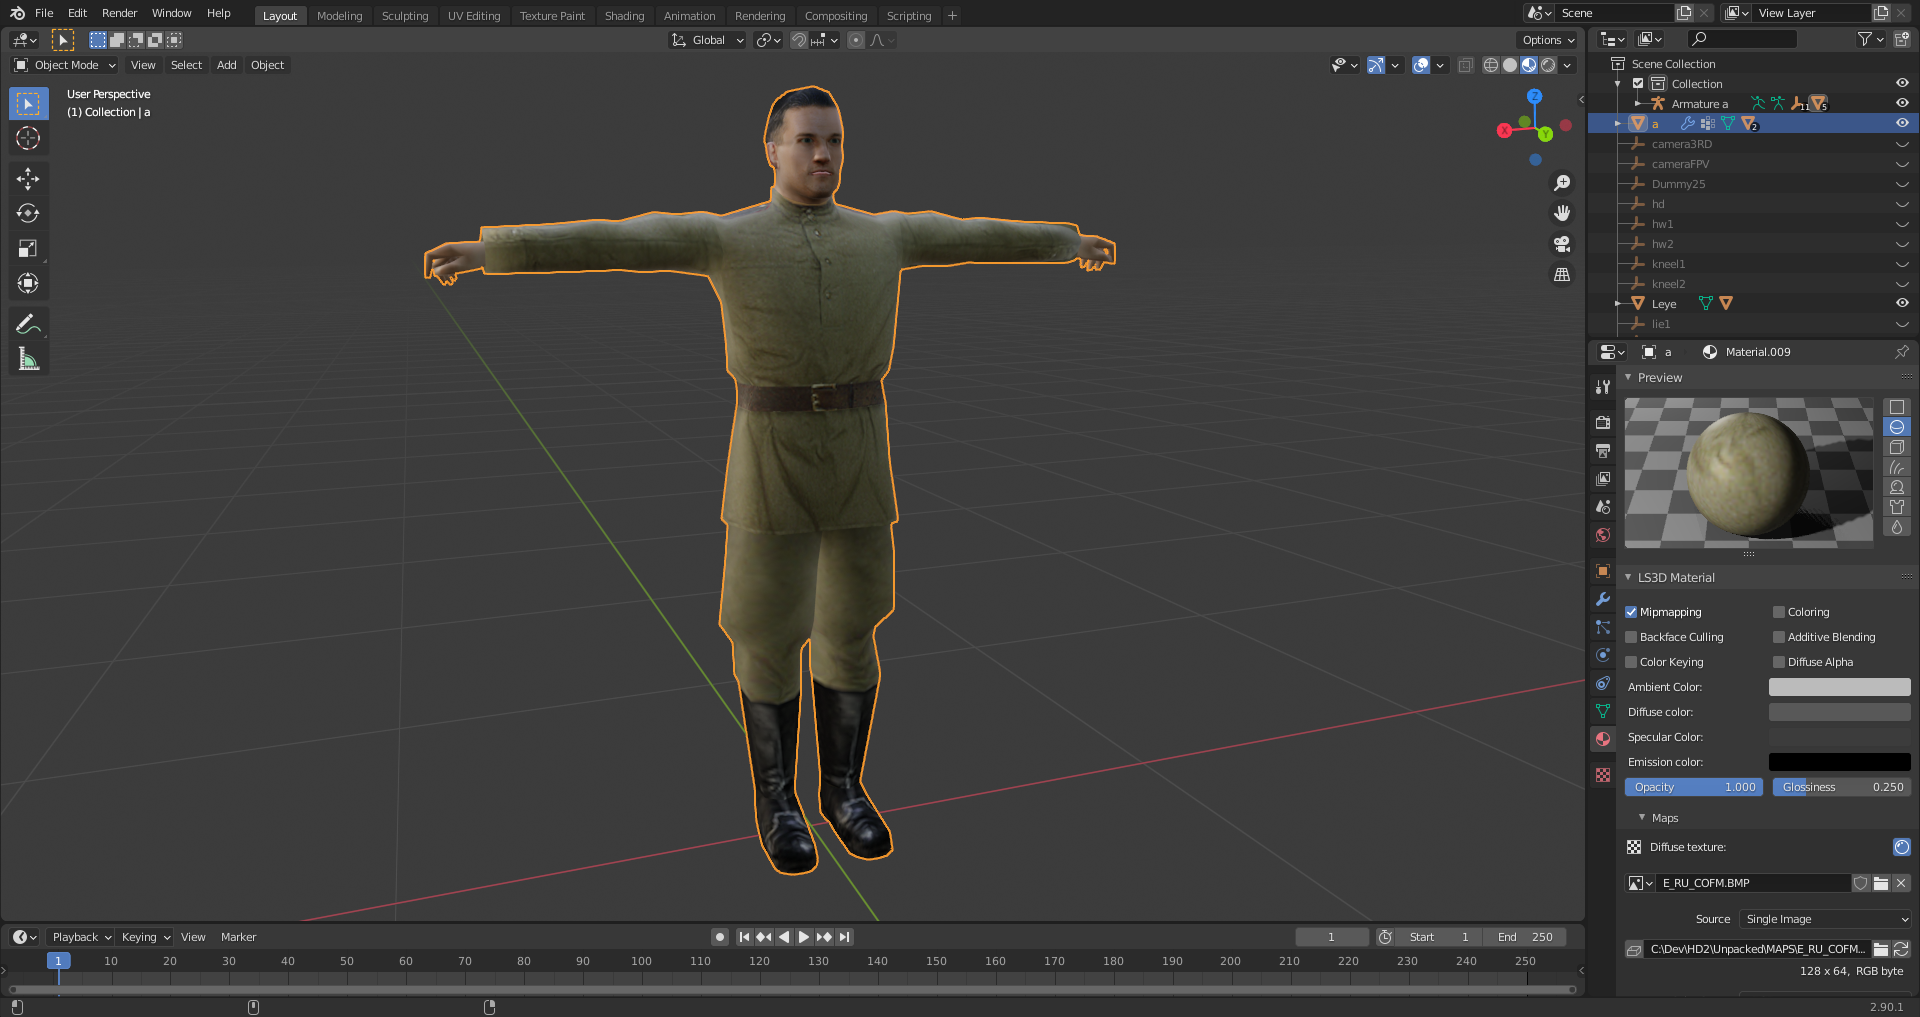 File Edit Render Window Help Layout Modeling Sculpting UV Editing Texture Paint Shading Animation Rendering Compositing Scripting + Scene View Layer
Global Options
Object Mode View Select Add Object
User Perspective
(1) Collection | a
Z
X
Y
Scene Collection
Collection
Armature a 11 5
a 2
camera3RD
cameraFPV
Dummy25
hd
hw1
hw2
kneel1
kneel2
Leye
lie1
a Material.009
Preview
LS3D Material
Mipmapping Coloring
Backface Culling Additive Blending
Color Keying Diffuse Alpha
Ambient Color:
Diffuse color:
Specular Color:
Emission color:
Opacity 1.000 Glossiness 0.250
Maps
Diffuse texture:
E_RU_COFM.BMP
Source Single Image
C:\Dev\HD2\Unpacked\MAPS\E_RU_COFM...
128 x 64, RGB byte
Playback Keying View Marker 1 Start 1 End 250
1 10 20 30 40 50 60 70 80 90 100 110 120 130 140 150 160 170 180 190 200 210 220 230 240 250
2.90.1